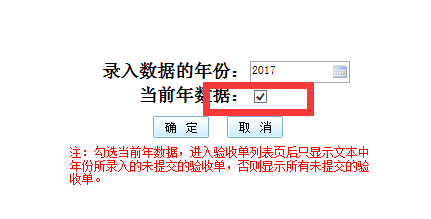 录入数据的年份：2017
当前年数据：
确 定 取 消
注：勾选当前年数据，进入验收单列表页后只显示文本中
年份所录入的未提交的验收单，否则显示所有未提交的验
收单。